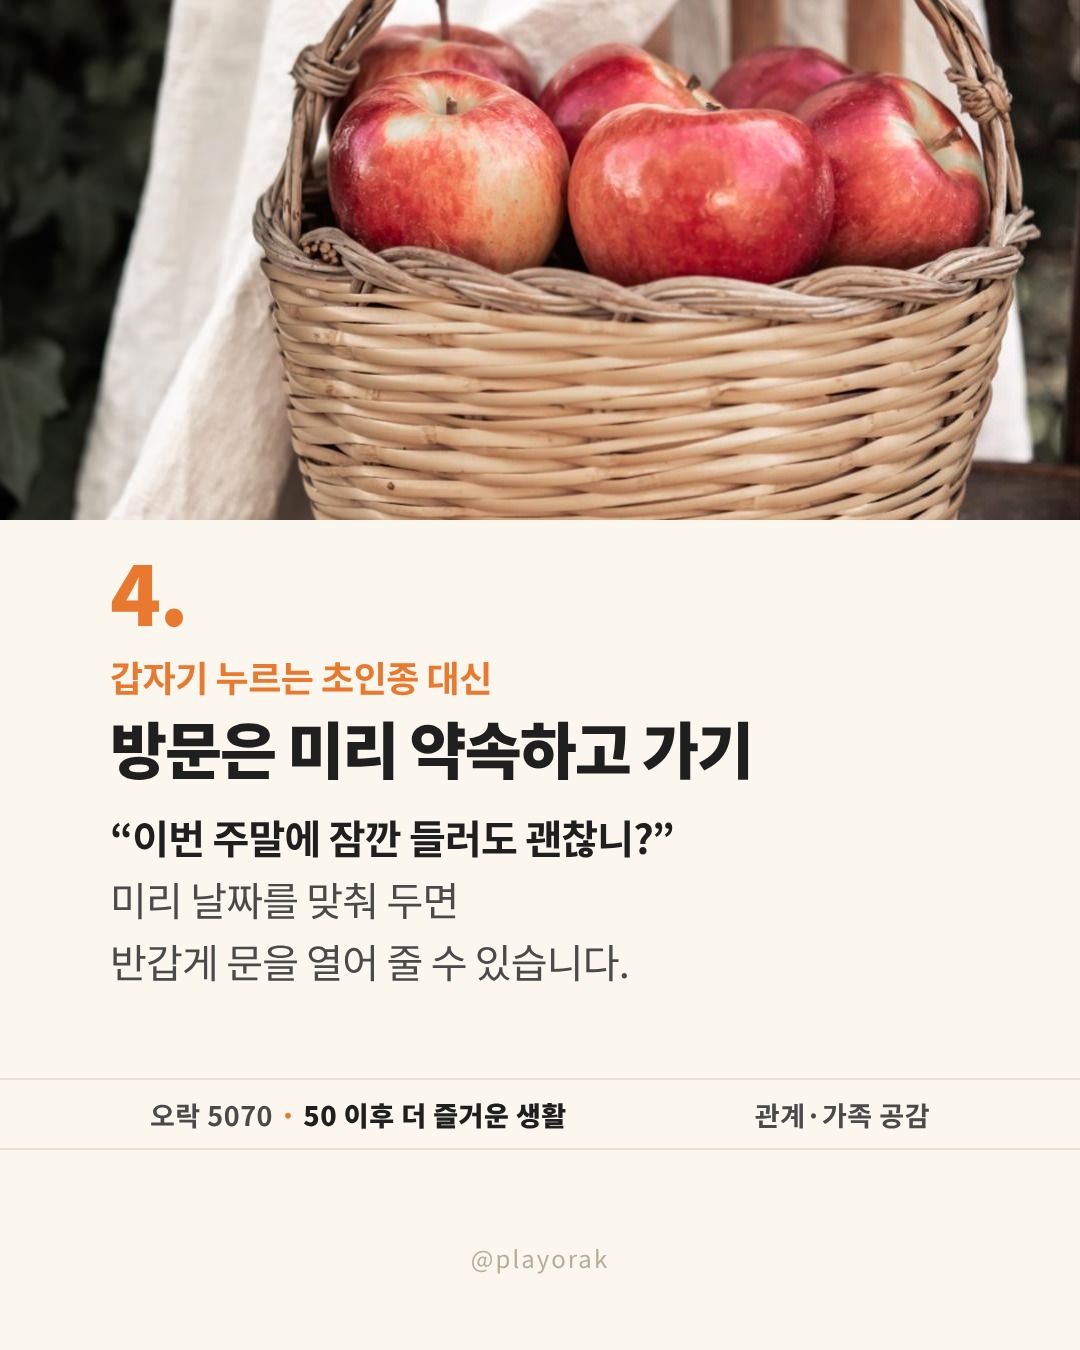 4.
갑자기 누르는 초인종 대신
방문은 미리 약속하고 가기
“이번 주말에 잠깐 들러도 괜찮니?”
미리 날짜를 맞춰 두면
반갑게 문을 열어 줄 수 있습니다.
오락 5070 · 50 이후 더 즐거운 생활
관계·가족 공감
@playorak